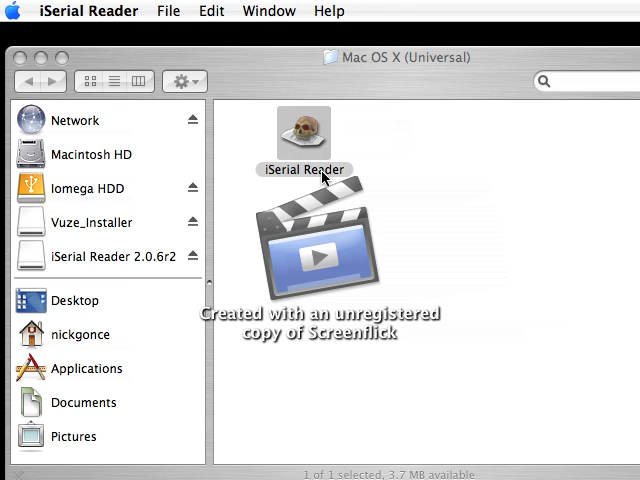 iSerial Reader File Edit Window Help
Mac OS X (Universal)
Network
Macintosh HD
Iomega HDD
Vuze_Installer
iSerial Reader 2.0.6r2
Desktop
nickgonce
Applications
Documents
Pictures
iSerial Reader
Created with an unregistered
copy of Screenflick
1 of 1 selected, 3.7 MB available